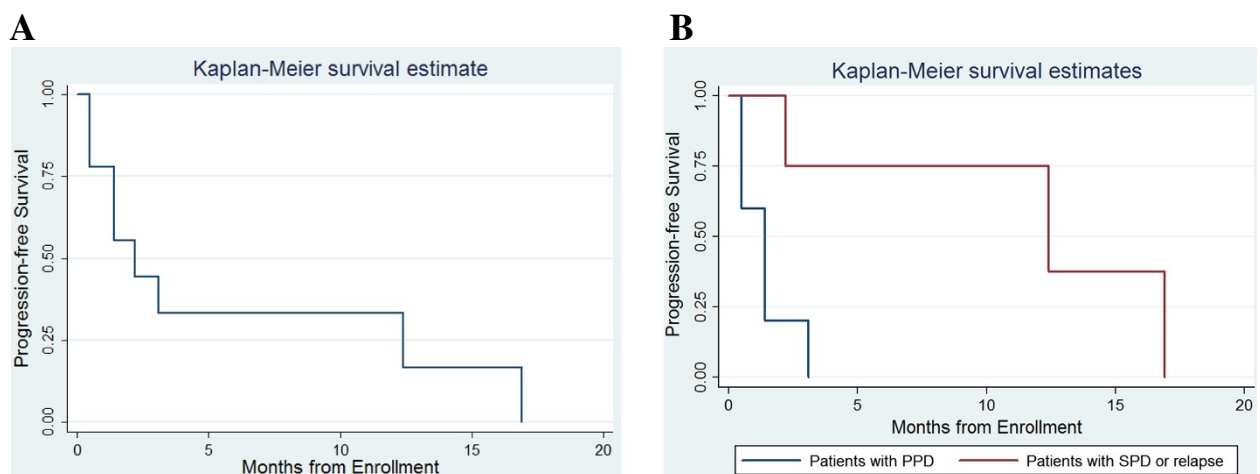 A
Kaplan-Meier survival estimate
Progression-free Survival
1.00
0.75
0.50
0.25
0.00
0
5
10
15
20
Months from Enrollment
B
Kaplan-Meier survival estimates
Progression-free Survival
1.00
0.75
0.50
0.25
0.00
0
5
10
15
20
Months from Enrollment
Patients with PPD
Patients with SPD or relapse